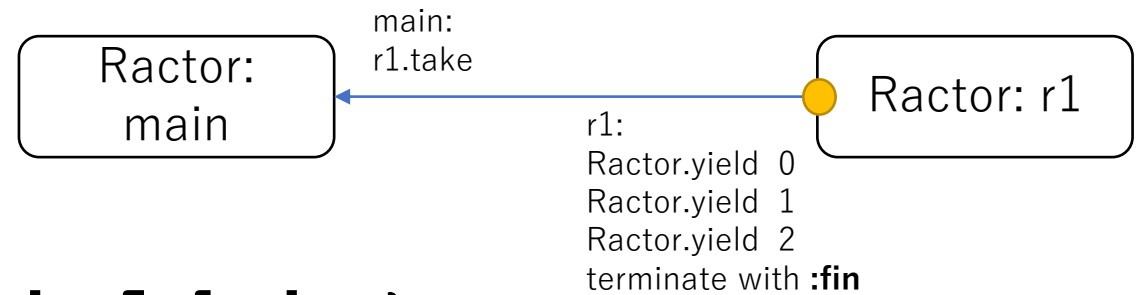 main:
r1.take
Ractor:
main
Ractor: r1
r1:
Ractor.yield 0
Ractor.yield 1
Ractor.yield 2
terminate with :fin